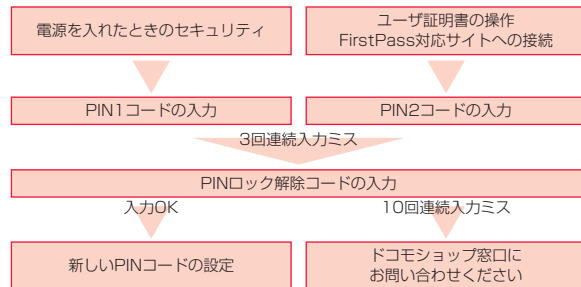 電源を入れたときのセキュリティ
ユーザ証明書の操作
FirstPass対応サイトへの接続
PIN1コードの入力
PIN2コードの入力
3回連続入力ミス
PINロック解除コードの入力
入力OK
10回連続入力ミス
新しいPINコードの設定
ドコモショップ窓口に
お問い合わせください